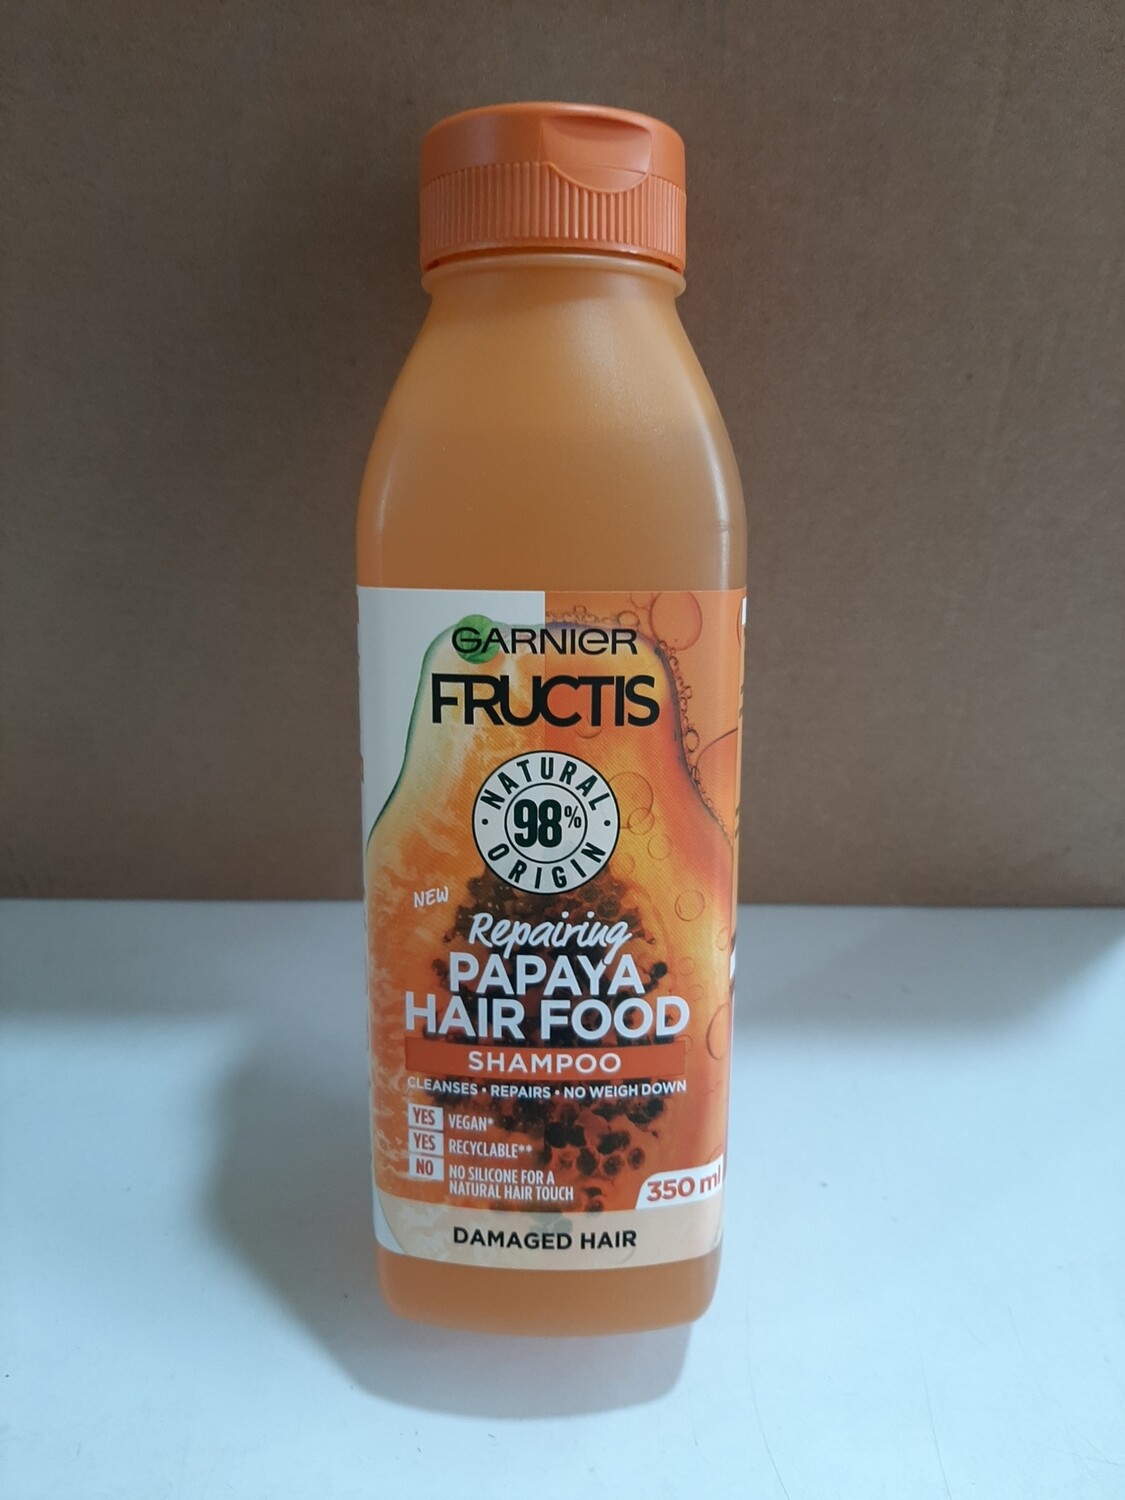 GARNIER
FRUCTIS
NATURAL
98%
ORIGIN
NEW
Repairing
PAPAYA
HAIR FOOD
SHAMPOO
CLEANSES • REPAIRS • NO WEIGH DOWN
YES VEGAN*
YES RECYCLABLE**
NO NO SILICONE FOR A
NATURAL HAIR TOUCH
350 ml
DAMAGED HAIR